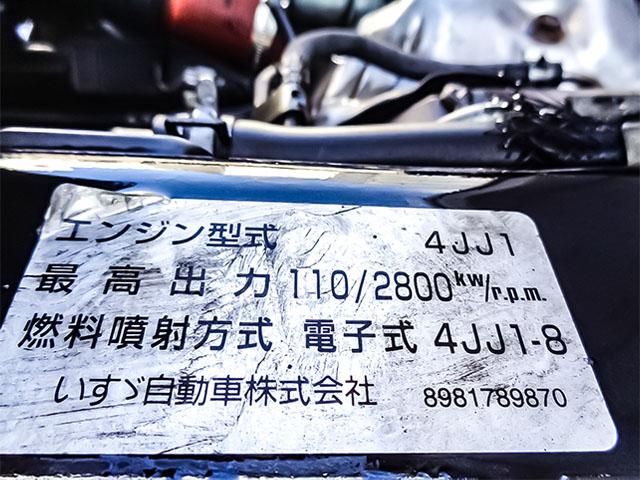 エンジン型式 4JJ1
最高出力 110/2800kW/r.p.m.
燃料噴射方式 電子式 4JJ1-8
いすゞ自動車株式会社 8981789870